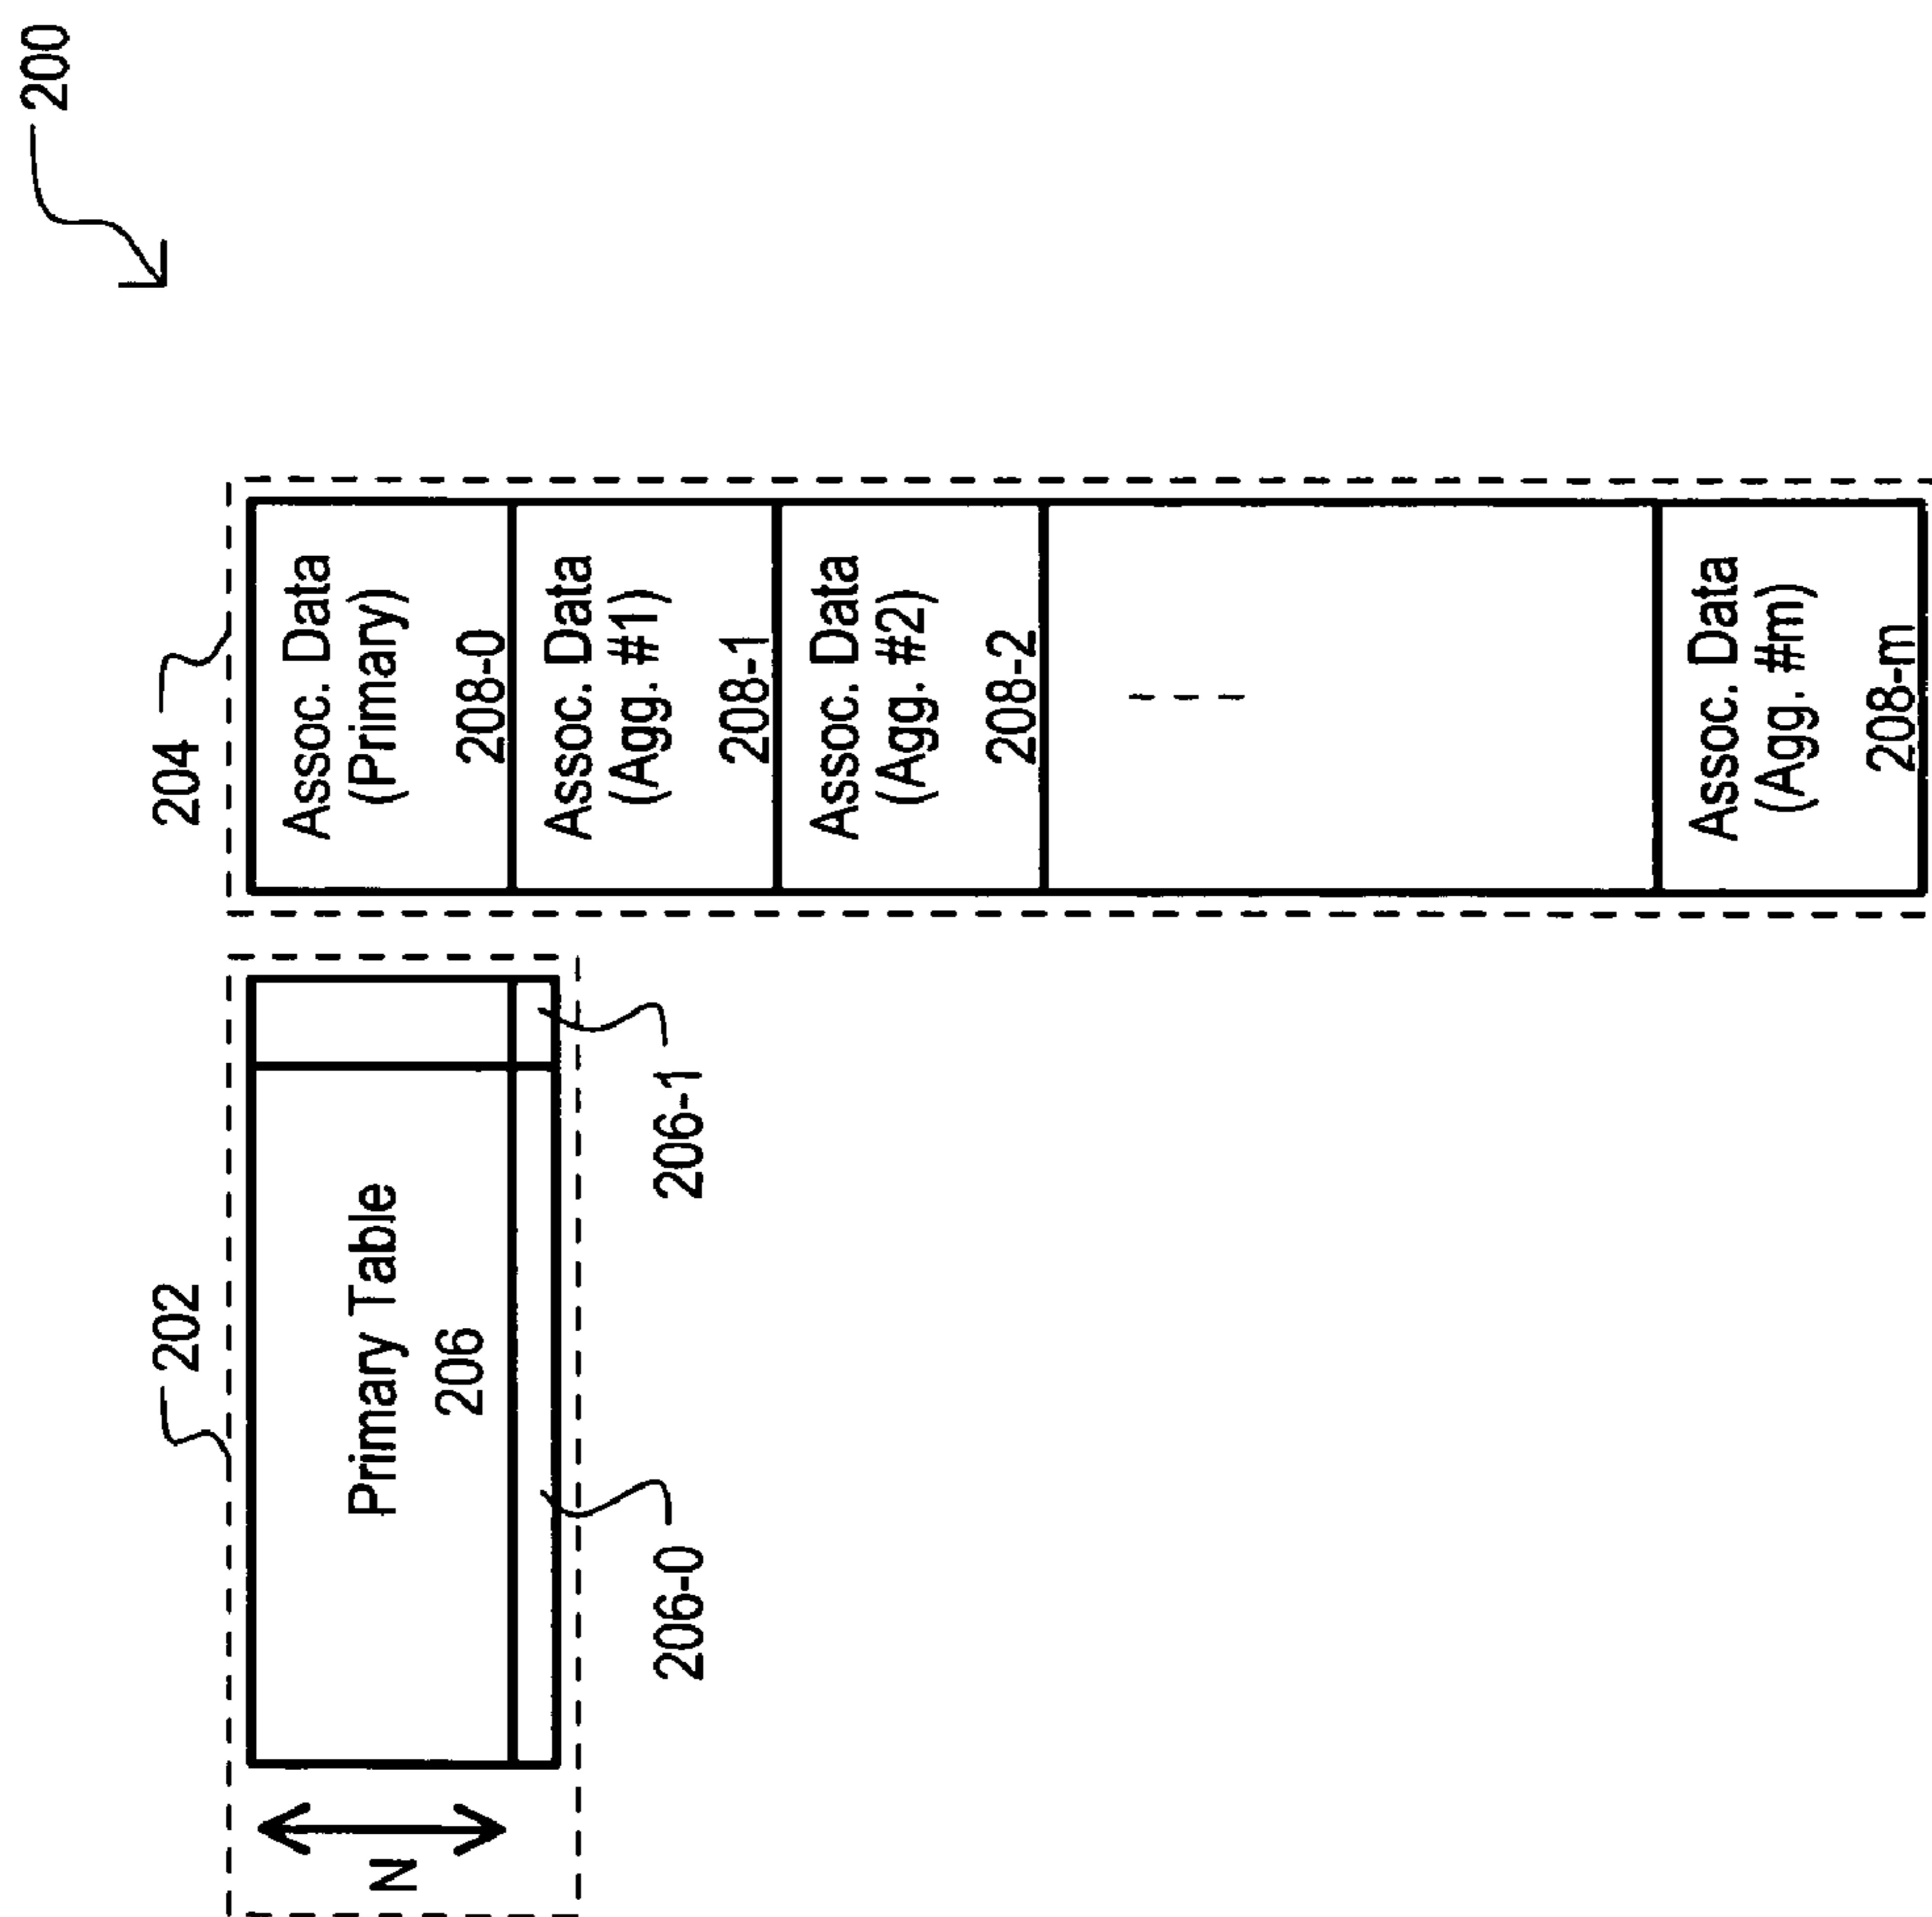 200
202
204
N
Primary Table
206
206-0
206-1
Assoc. Data
(Primary)
208-0
Assoc. Data
(Agg. #1)
208-1
Assoc. Data
(Agg. #2)
208-2
Assoc. Data
(Agg. #m)
208-m